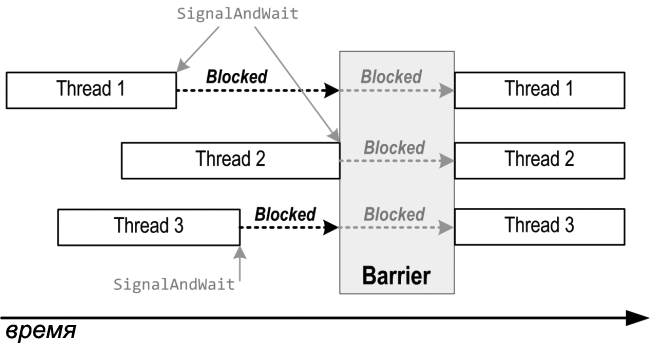 SignalAndWait
Thread 1
Blocked
Blocked
Thread 1
Thread 2
Blocked
Thread 2
Thread 3
Blocked
Blocked
Thread 3
SignalAndWait
Barrier
время